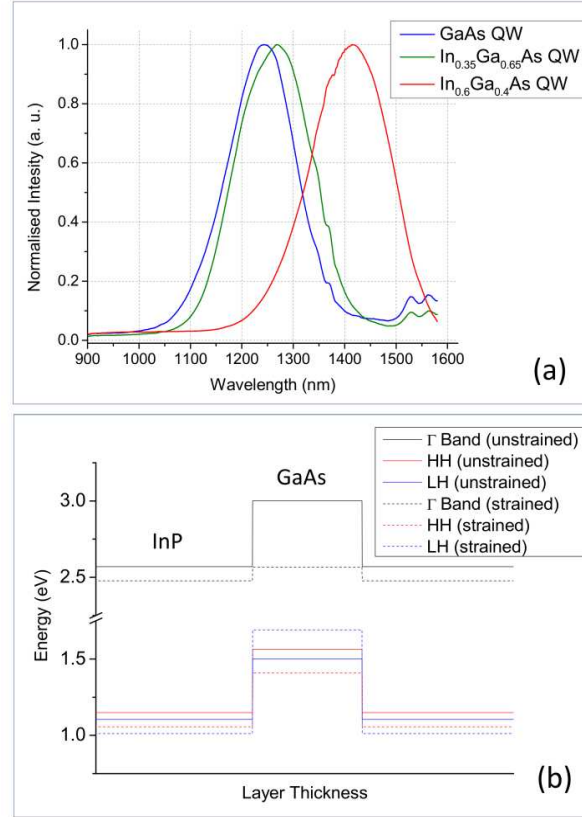 GaAs QW
In0.35Ga0.65As QW
In0.6Ga0.4As QW
1.0
0.8
0.6
0.4
0.2
0.0
Normalised Intesity (a. u.)
900 1000 1100 1200 1300 1400 1500 1600
Wavelength (nm)
(a)
Γ Band (unstrained)
HH (unstrained)
LH (unstrained)
Γ Band (strained)
HH (strained)
LH (strained)
GaAs
InP
3.0
2.5
1.5
1.0
Energy (eV)
Layer Thickness
(b)